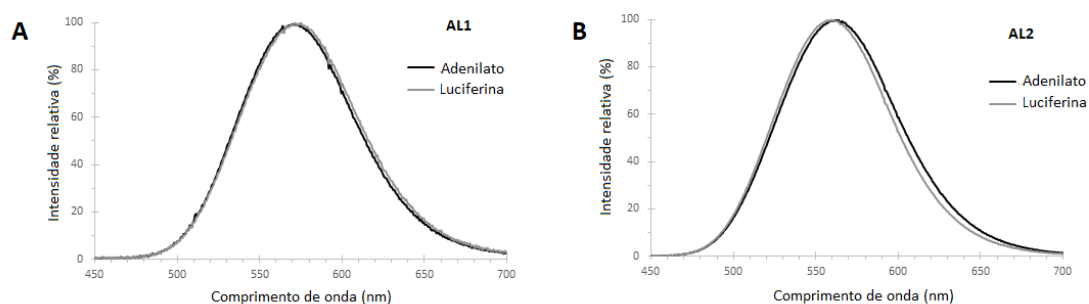 A
AL1
Adenilato
Luciferina
Intensidade relativa (%)
100
80
60
40
20
0
450
500
550
600
650
700
Comprimento de onda (nm)
B
AL2
Adenilato
Luciferina
Intensidade relativa (%)
100
80
60
40
20
0
450
500
550
600
650
700
Comprimento de onda (nm)